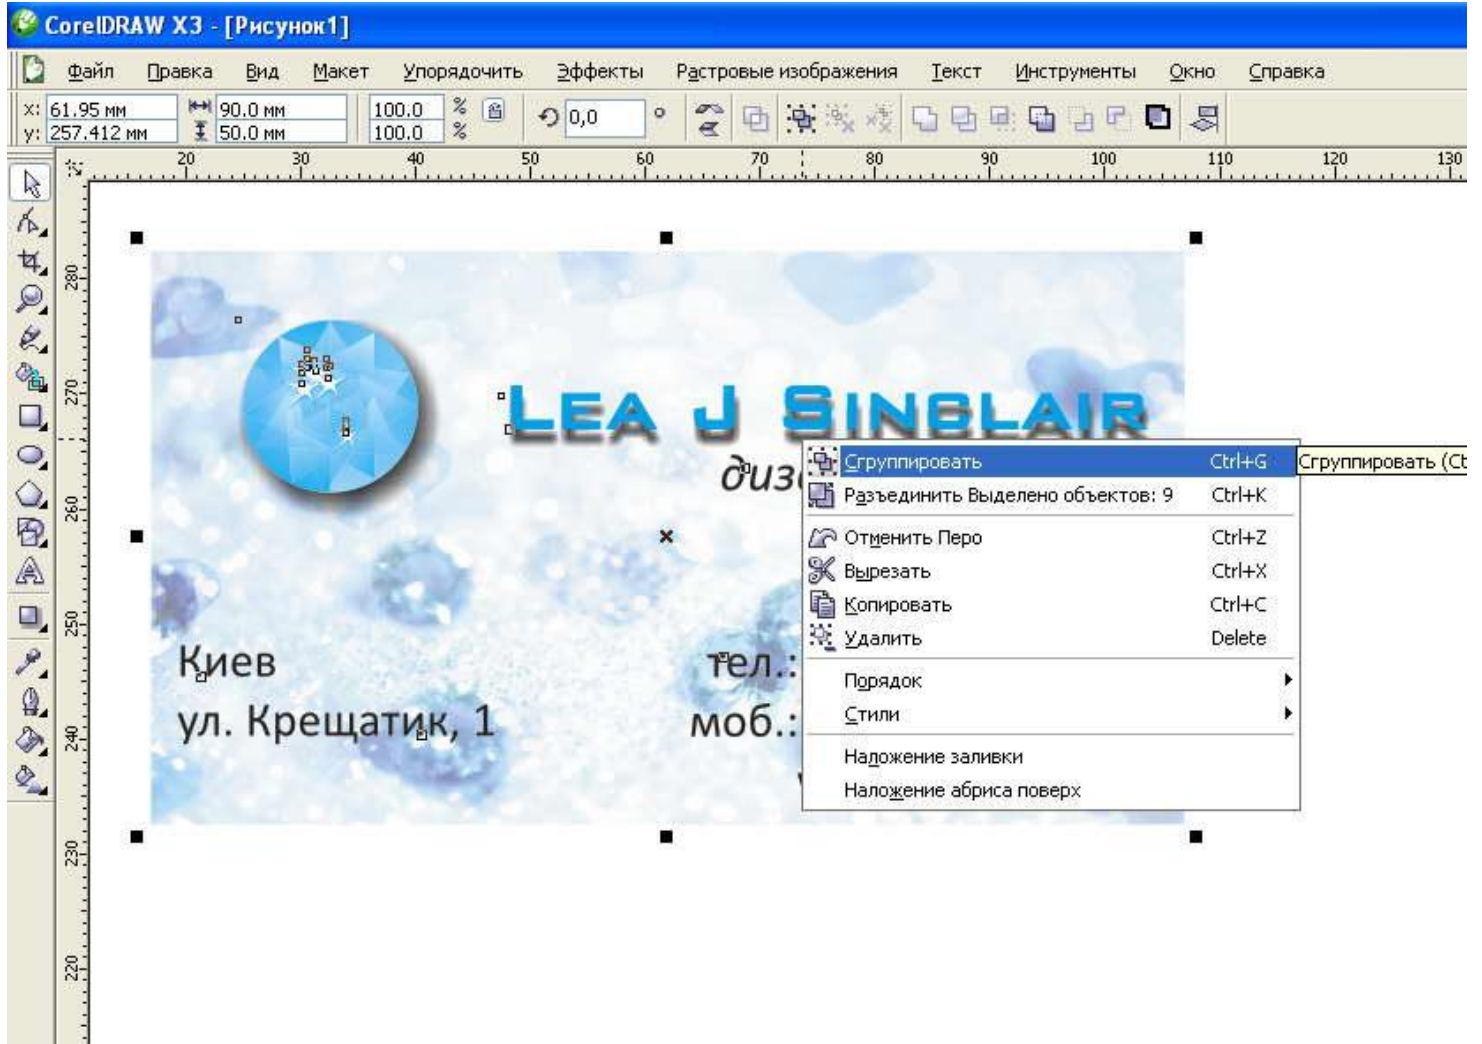 CorelDRAW X3 - [Рисунок1]
Файл Правка Вид Макет Упорядочить Эффекты Растровые изображения Текст Инструменты Окно Справка
x: 61.95 мм 90.0 мм 100.0 % 0,0 °
y: 257.412 мм 50.0 мм 100.0 %
20 30 40 50 60 70 80 90 100 110 120 130
280
270
260
250
240
230
220
LEA J SINCLAIR
Сгруппировать Ctrl+G
Сгруппировать (Ct
Разъединить Выделено объектов: 9 Ctrl+K
Отменить Перо Ctrl+Z
Вырезать Ctrl+X
Копировать Ctrl+C
Удалить Delete
Порядок
Стили
Наложение заливки
Наложение абриса поверх
диз
Киев
ул. Крещатик, 1
тел.:
моб.: